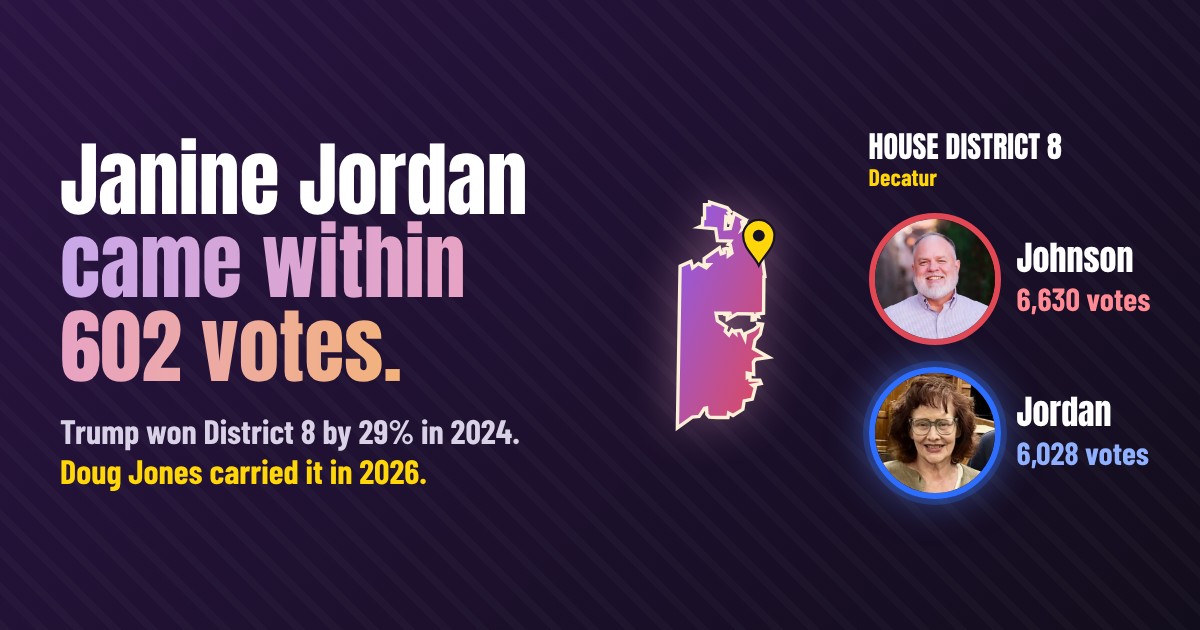 Janine Jordan
came within
602 votes.
Trump won District 8 by 29% in 2024.
Doug Jones carried it in 2026.
HOUSE DISTRICT 8
Decatur
Johnson
6,630 votes
Jordan
6,028 votes